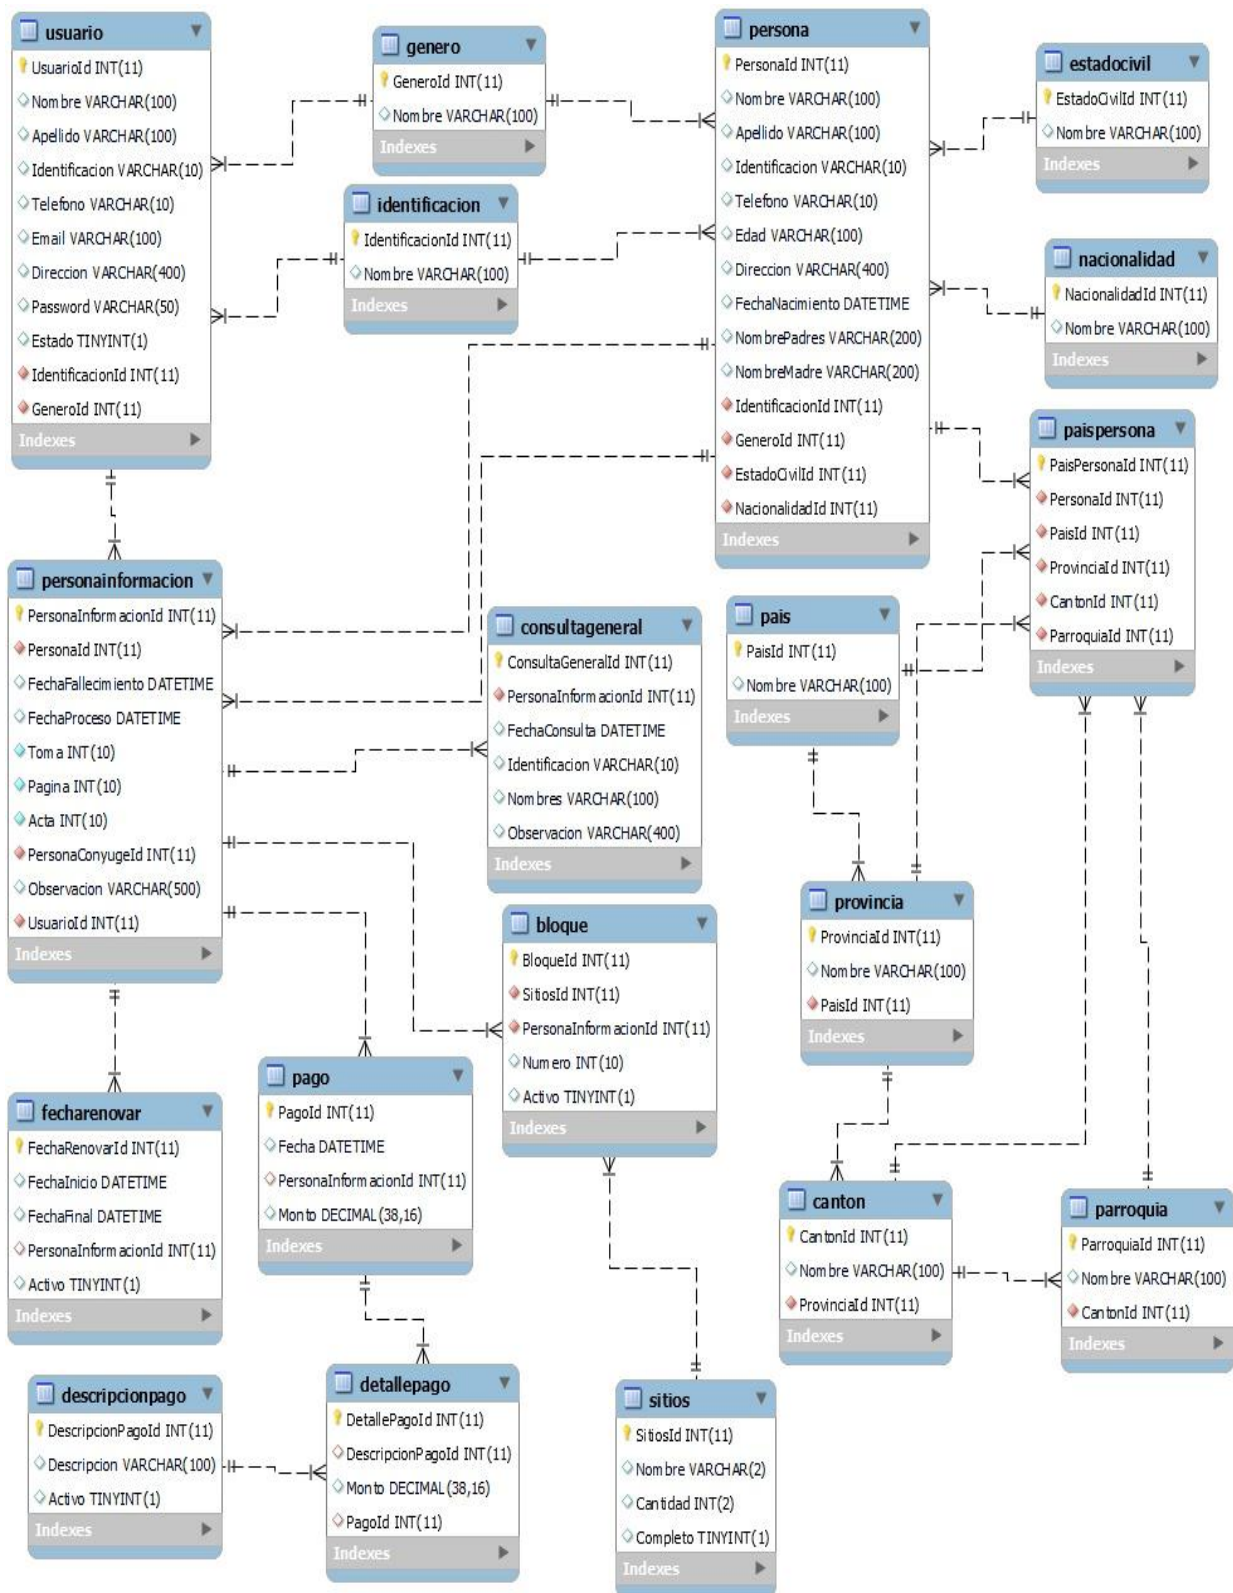 usuario
UsuarioId INT(11)
Nombre VARCHAR(100)
Apellido VARCHAR(100)
Identificacion VARCHAR(10)
Telefono VARCHAR(10)
Email VARCHAR(100)
Direccion VARCHAR(400)
Password VARCHAR(50)
Estado TINYINT(1)
IdentificacionId INT(11)
GeneroId INT(11)
Indexes
genero
GeneroId INT(11)
Nombre VARCHAR(100)
Indexes
identificacion
IdentificacionId INT(11)
Nombre VARCHAR(100)
Indexes
persona
PersonaId INT(11)
Nombre VARCHAR(100)
Apellido VARCHAR(100)
Identificacion VARCHAR(10)
Telefono VARCHAR(10)
Edad VARCHAR(100)
Direccion VARCHAR(400)
FechaNacimiento DATETIME
NombrePadres VARCHAR(200)
NombreMadre VARCHAR(200)
IdentificacionId INT(11)
GeneroId INT(11)
EstadoCivilId INT(11)
NacionalidadId INT(11)
Indexes
estadocivil
EstadoCivilId INT(11)
Nombre VARCHAR(100)
Indexes
nacionalidad
NacionalidadId INT(11)
Nombre VARCHAR(100)
Indexes
paispersona
PaisPersonaId INT(11)
PersonaId INT(11)
PaisId INT(11)
ProvinciaId INT(11)
CantonId INT(11)
ParroquiaId INT(11)
Indexes
personainformacion
PersonaInformacionId INT(11)
PersonaId INT(11)
FechaFallecimiento DATETIME
FechaProceso DATETIME
Toma INT(10)
Pagina INT(10)
Acta INT(10)
PersonaConyugeId INT(11)
Observacion VARCHAR(500)
UsuarioId INT(11)
Indexes
consultageneral
ConsultaGeneralId INT(11)
PersonaInformacionId INT(11)
FechaConsulta DATETIME
Identificacion VARCHAR(10)
Nombres VARCHAR(100)
Observacion VARCHAR(400)
Indexes
pais
PaisId INT(11)
Nombre VARCHAR(100)
Indexes
bloque
BloqueId INT(11)
SitiosId INT(11)
PersonaInformacionId INT(11)
Numero INT(10)
Activo TINYINT(1)
Indexes
provincia
ProvinciaId INT(11)
Nombre VARCHAR(100)
PaisId INT(11)
Indexes
fecharenovar
FechaRenovarId INT(11)
FechaInicio DATETIME
FechaFinal DATETIME
PersonaInformacionId INT(11)
Activo TINYINT(1)
Indexes
pago
PagoId INT(11)
Fecha DATETIME
PersonaInformacionId INT(11)
Monto DECIMAL(38,16)
Indexes
canton
CantonId INT(11)
Nombre VARCHAR(100)
ProvinciaId INT(11)
Indexes
parroquia
ParroquiaId INT(11)
Nombre VARCHAR(100)
CantonId INT(11)
Indexes
descripcionpago
DescripcionPagoId INT(11)
Descripcion VARCHAR(100)
Activo TINYINT(1)
Indexes
detallepago
DetallePagoId INT(11)
DescripcionPagoId INT(11)
Monto DECIMAL(38,16)
PagoId INT(11)
Indexes
sitios
SitiosId INT(11)
Nombre VARCHAR(2)
Cantidad INT(2)
Completo TINYINT(1)
Indexes